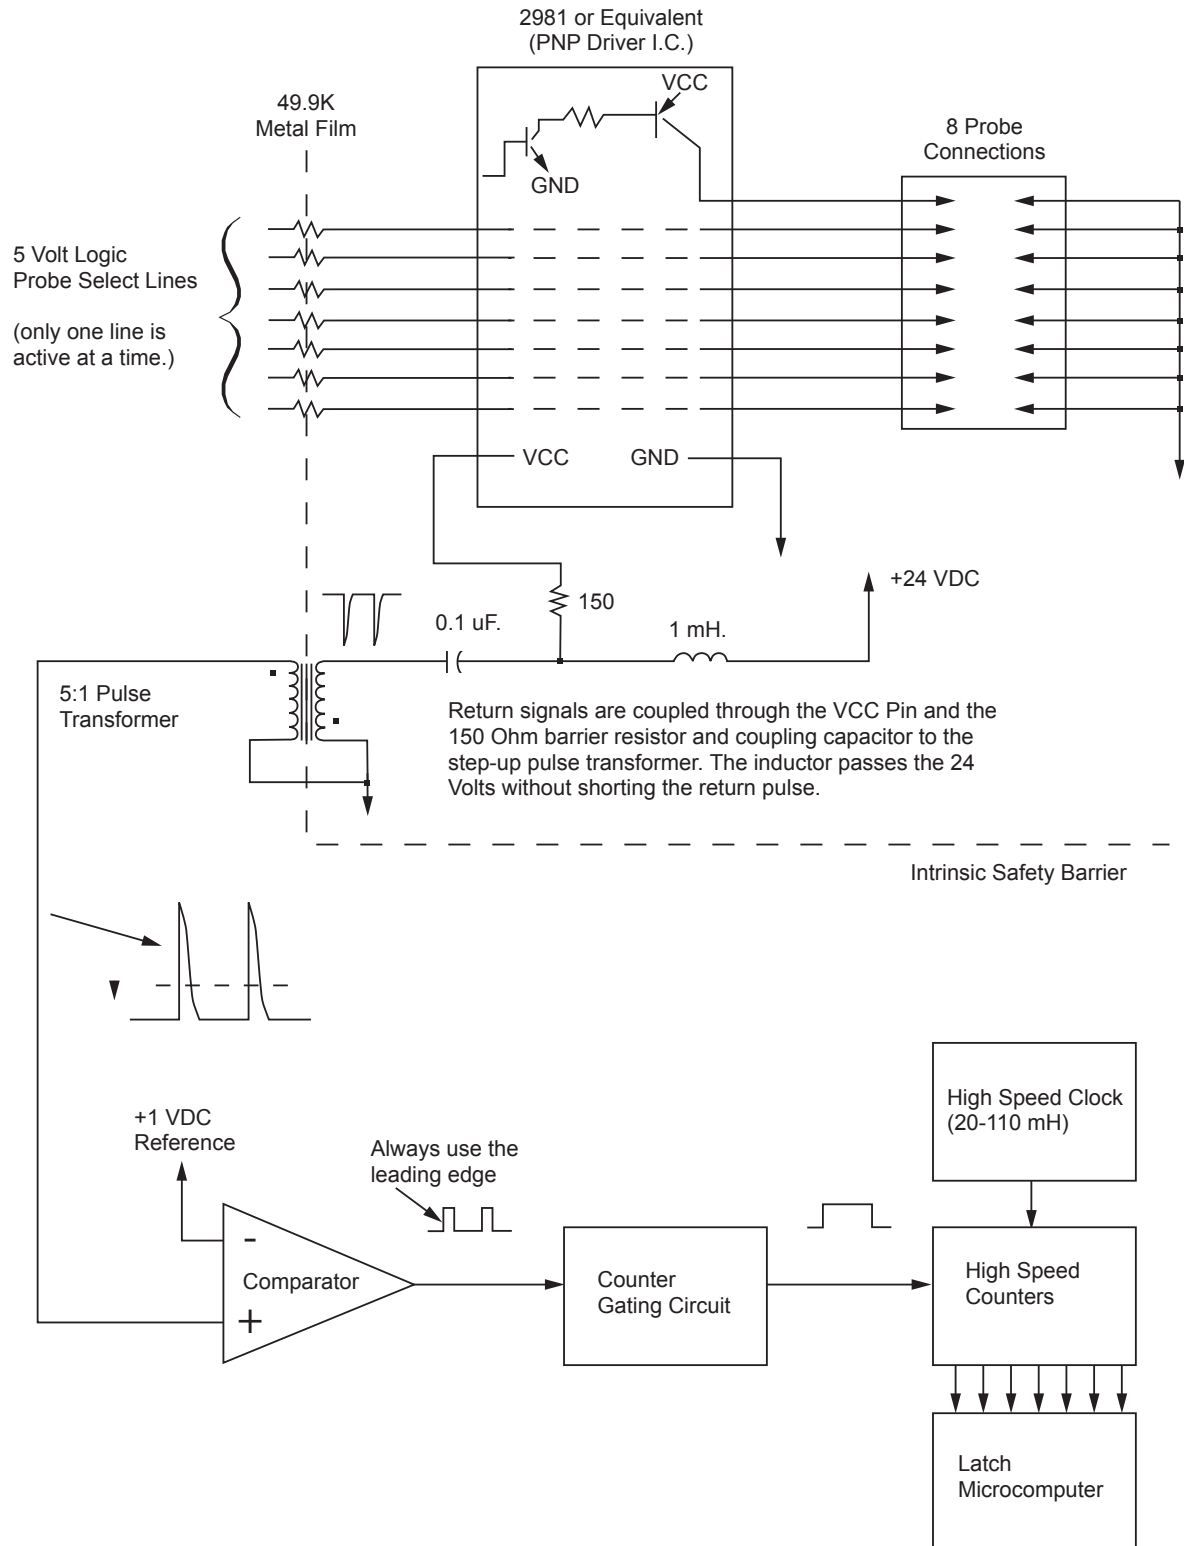 2981 or Equivalent
(PNP Driver I.C.)
VCC
49.9K
Metal Film
8 Probe
Connections
GND
5 Volt Logic
Probe Select Lines
(only one line is
active at a time.)
VCC
GND
+24 VDC
150
0.1 uF.
1 mH.
5:1 Pulse
Transformer
Return signals are coupled through the VCC Pin and the
150 Ohm barrier resistor and coupling capacitor to the
step-up pulse transformer. The inductor passes the 24
Volts without shorting the return pulse.
Intrinsic Safety Barrier
High Speed Clock
(20-110 mH)
+1 VDC
Reference
Always use the
leading edge
-
Comparator
+
Counter
Gating Circuit
High Speed
Counters
Latch
Microcomputer